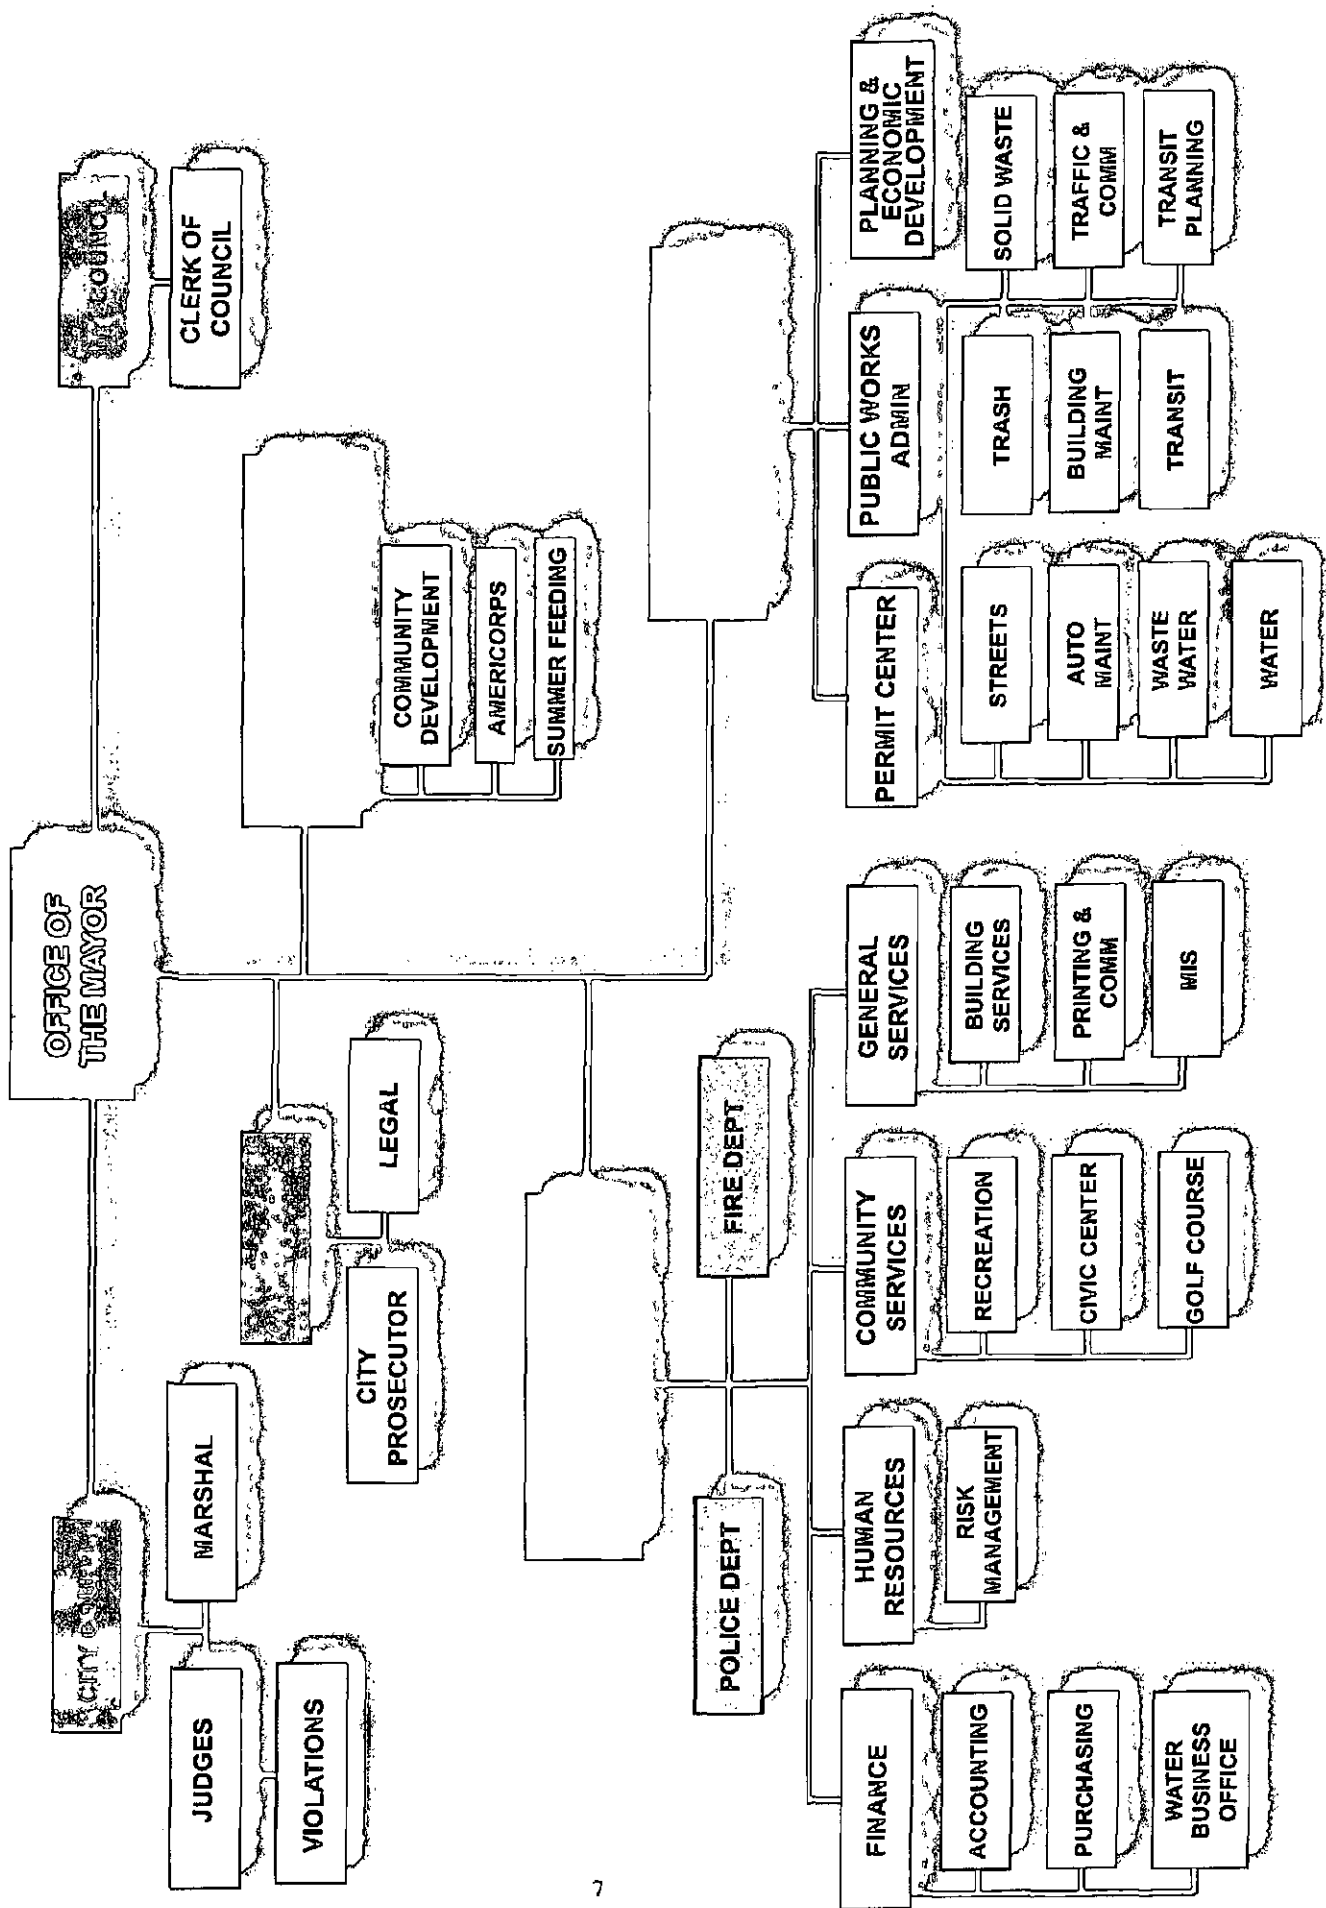 OFFICE OF
THE MAYOR
CITY COURT
COUNCIL
JUDGES
MARSHAL
VIOLATIONS
CLERK OF
COUNCIL
CITY
PROSECUTOR
LEGAL
COMMUNITY
DEVELOPMENT
AMERICORPS
SUMMER FEEDING
POLICE DEPT
FIRE DEPT
FINANCE
ACCOUNTING
PURCHASING
WATER
BUSINESS
OFFICE
HUMAN
RESOURCES
RISK
MANAGEMENT
COMMUNITY
SERVICES
RECREATION
CIVIC CENTER
GOLF COURSE
GENERAL
SERVICES
BUILDING
SERVICES
PRINTING &
COMM
MIS
PERMIT CENTER
PUBLIC WORKS
ADMIN
PLANNING &
ECONOMIC
DEVELOPMENT
STREETS
AUTO
MAINT
WASTE
WATER
WATER
TRASH
BUILDING
MAINT
TRANSIT
SOLID WASTE
TRAFFIC &
COMM
TRANSIT
PLANNING
7